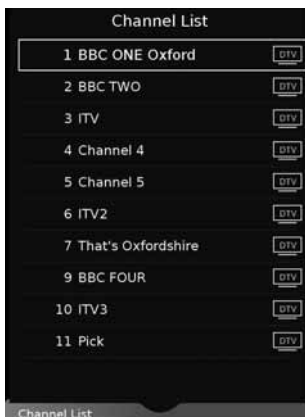 Channel List
1 BBC ONE Oxford DTV
2 BBC TWO DTV
3 ITV DTV
4 Channel 4 DTV
5 Channel 5 DTV
6 ITV2 DTV
7 That's Oxfordshire DTV
9 BBC FOUR DTV
10 ITV3 DTV
11 Pick DTV
Channel List